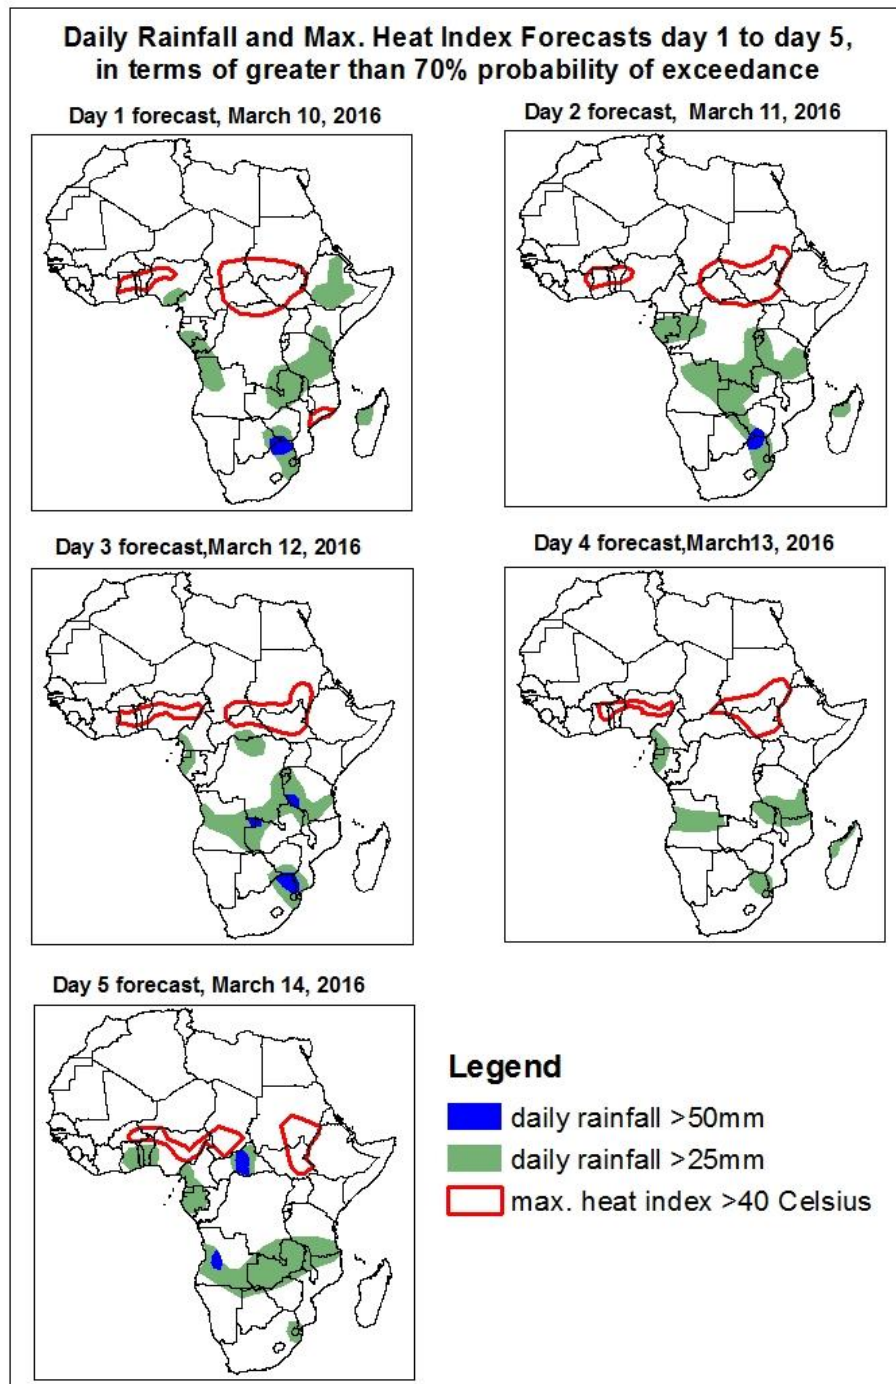 Daily Rainfall and Max. Heat Index Forecasts day 1 to day 5,
in terms of greater than 70% probability of exceedance
Day 1 forecast, March 10, 2016
Day 2 forecast, March 11, 2016
Day 3 forecast,March 12, 2016
Day 4 forecast,March13, 2016
Day 5 forecast, March 14, 2016
Legend
daily rainfall >50mm
daily rainfall >25mm
max. heat index >40 Celsius